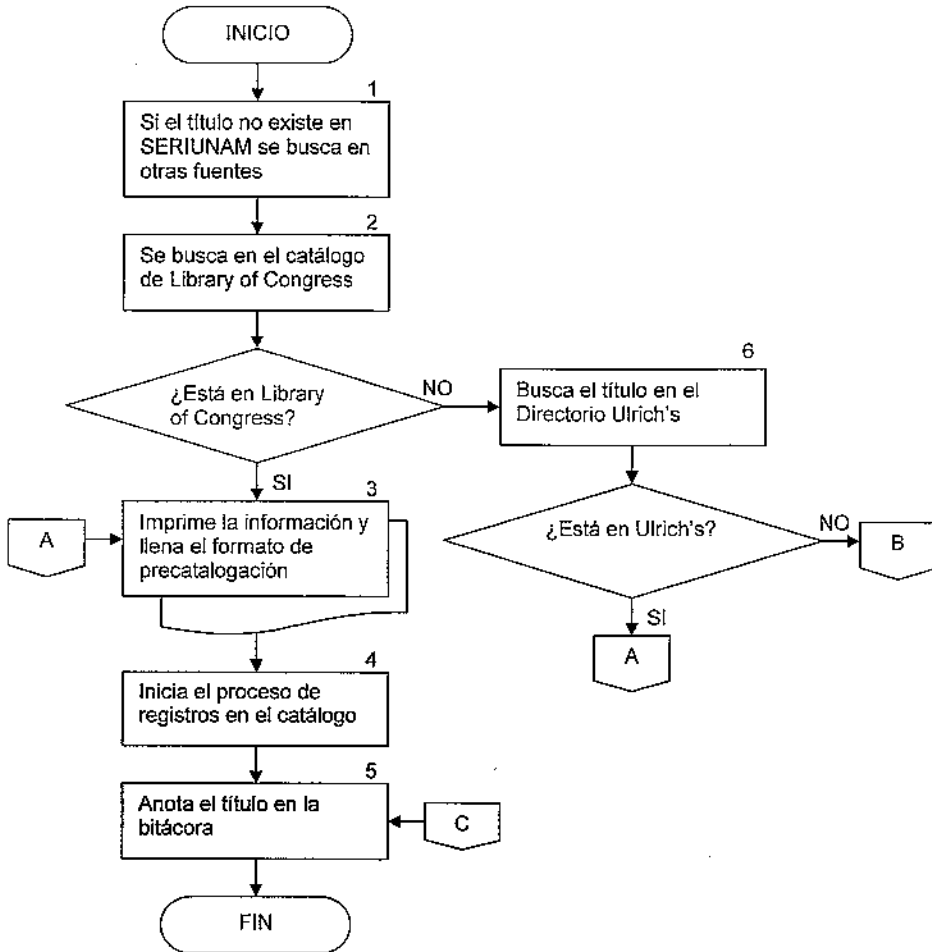 INICIO
1
Si el título no existe en
SERIUNAM se busca en
otras fuentes
2
Se busca en el catálogo
de Library of Congress
¿Está en Library
of Congress?
NO
6
Busca el título en el
Directorio Ulrich's
SI
3
Imprime la información y
llena el formato de
precatalogación
A
¿Está en Ulrich's?
NO
B
SI
A
4
Inicia el proceso de
registros en el catálogo
5
Anota el título en la
bitácora
C
FIN